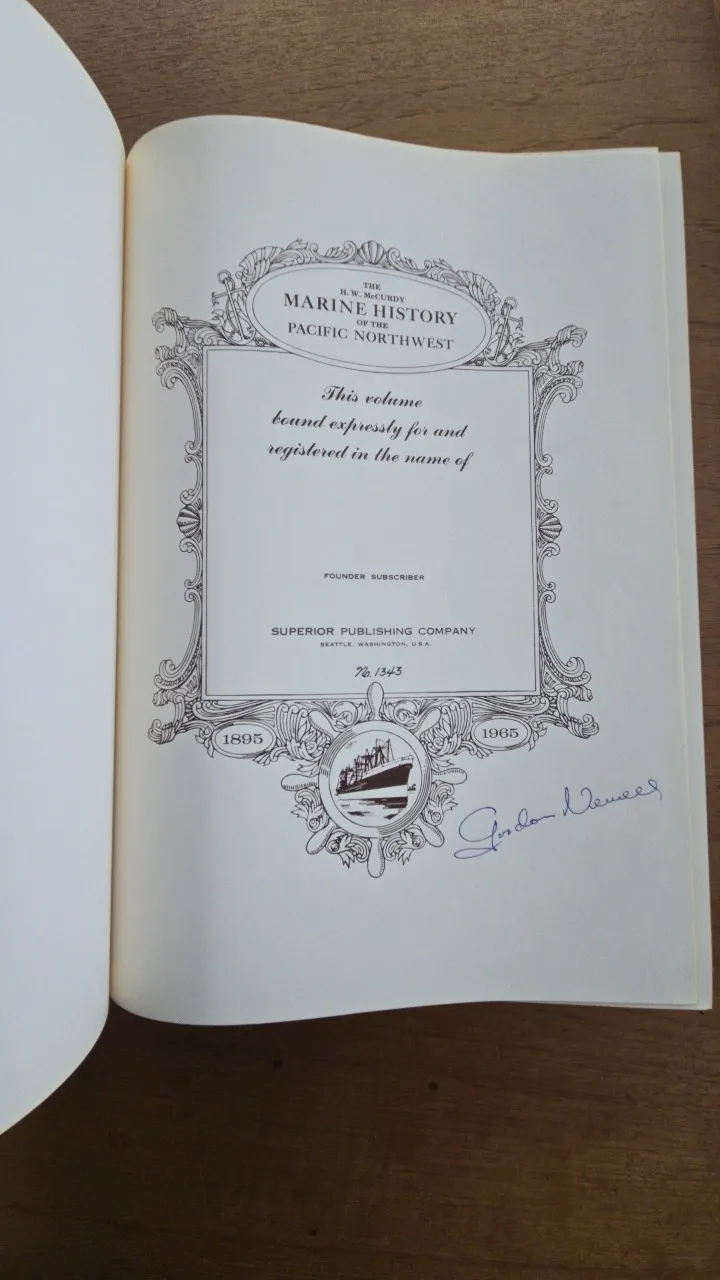 THE
H. W. McCURDY
MARINE HISTORY
OF THE
PACIFIC NORTHWEST
This volume
bound expressly for and
registered in the name of
FOUNDER SUBSCRIBER
SUPERIOR PUBLISHING COMPANY
SEATTLE, WASHINGTON, U.S.A.
No. 1343
1895
1965
Gordon